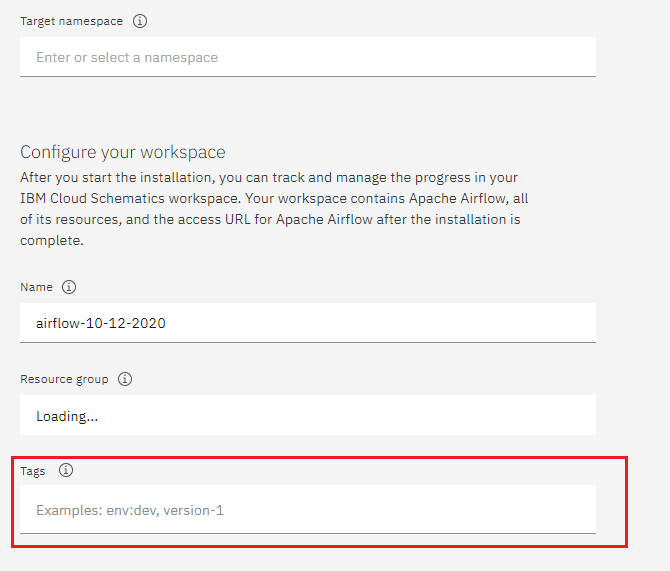 Target namespace
Enter or select a namespace
Configure your workspace
After you start the installation, you can track and manage the progress in your
IBM Cloud Schematics workspace. Your workspace contains Apache Airflow, all
of its resources, and the access URL for Apache Airflow after the installation is
complete.
Name
airflow-10-12-2020
Resource group
Loading...
Tags
Examples: env:dev, version-1